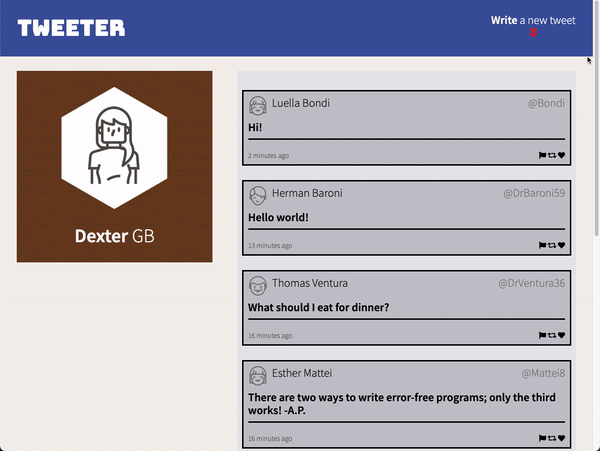 TWEETER
Write a new tweet
Dexter GB
Luella Bondi @Bondi
Hi!
2 minutes ago
Herman Baroni @DrBaroni59
Hello world!
13 minutes ago
Thomas Ventura @DrVentura36
What should I eat for dinner?
16 minutes ago
Esther Mattei @Mattei8
There are two ways to write error-free programs; only the third
works! -A.P.
16 minutes ago